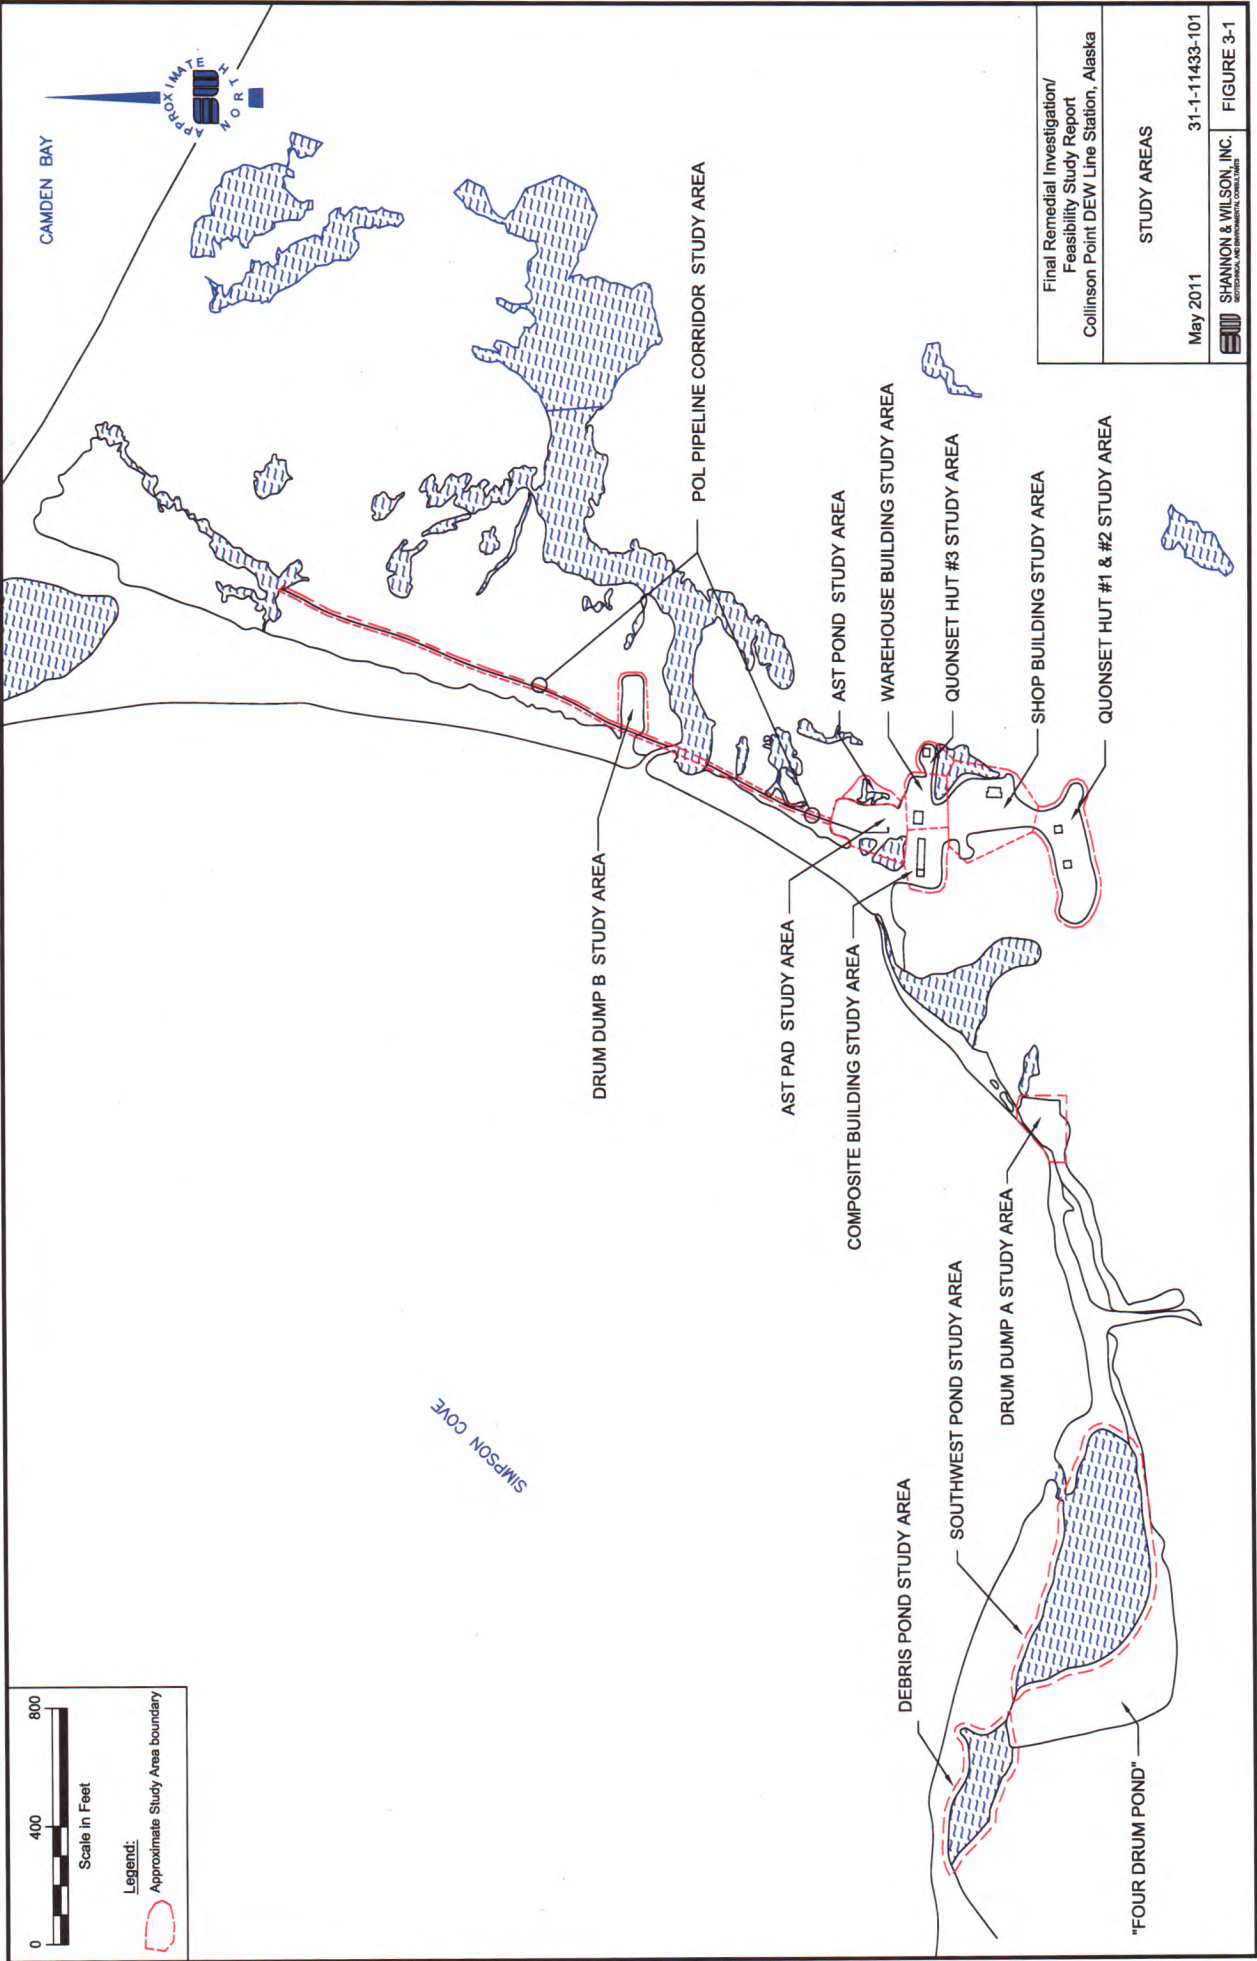 CAMDEN BAY
APPROXIMATE
NORTH
SIMPSON COVE
0 400 800
Scale in Feet
Legend:
Approximate Study Area boundary
POL PIPELINE CORRIDOR STUDY AREA
DRUM DUMP B STUDY AREA
AST POND STUDY AREA
WAREHOUSE BUILDING STUDY AREA
QUONSET HUT #3 STUDY AREA
SHOP BUILDING STUDY AREA
QUONSET HUT #1 & #2 STUDY AREA
AST PAD STUDY AREA
COMPOSITE BUILDING STUDY AREA
DRUM DUMP A STUDY AREA
SOUTHWEST POND STUDY AREA
DEBRIS POND STUDY AREA
"FOUR DRUM POND"
Final Remedial Investigation/
Feasibility Study Report
Collinson Point DEW Line Station, Alaska
STUDY AREAS
May 2011 31-1-11433-101
SHANNON & WILSON, INC.
GEOTECHNICAL AND ENVIRONMENTAL CONSULTANTS
FIGURE 3-1